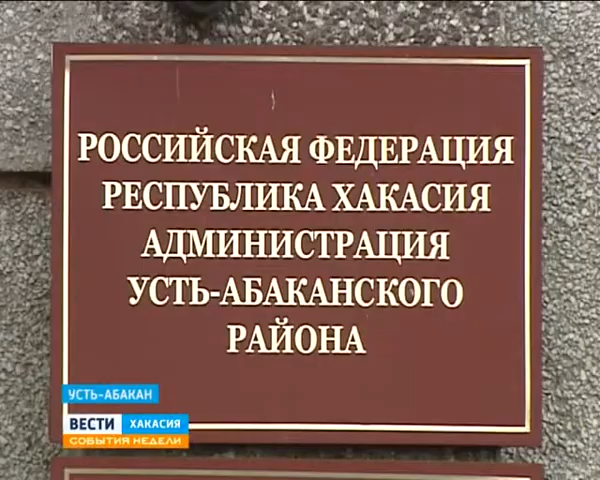 РОССИЙСКАЯ ФЕДЕРАЦИЯ
РЕСПУБЛИКА ХАКАСИЯ
АДМИНИСТРАЦИЯ
УСТЬ-АБАКАНСКОГО
РАЙОНА
УСТЬ-АБАКАН
ВЕСТИ ХАКАСИЯ
СОБЫТИЯ НЕДЕЛИ